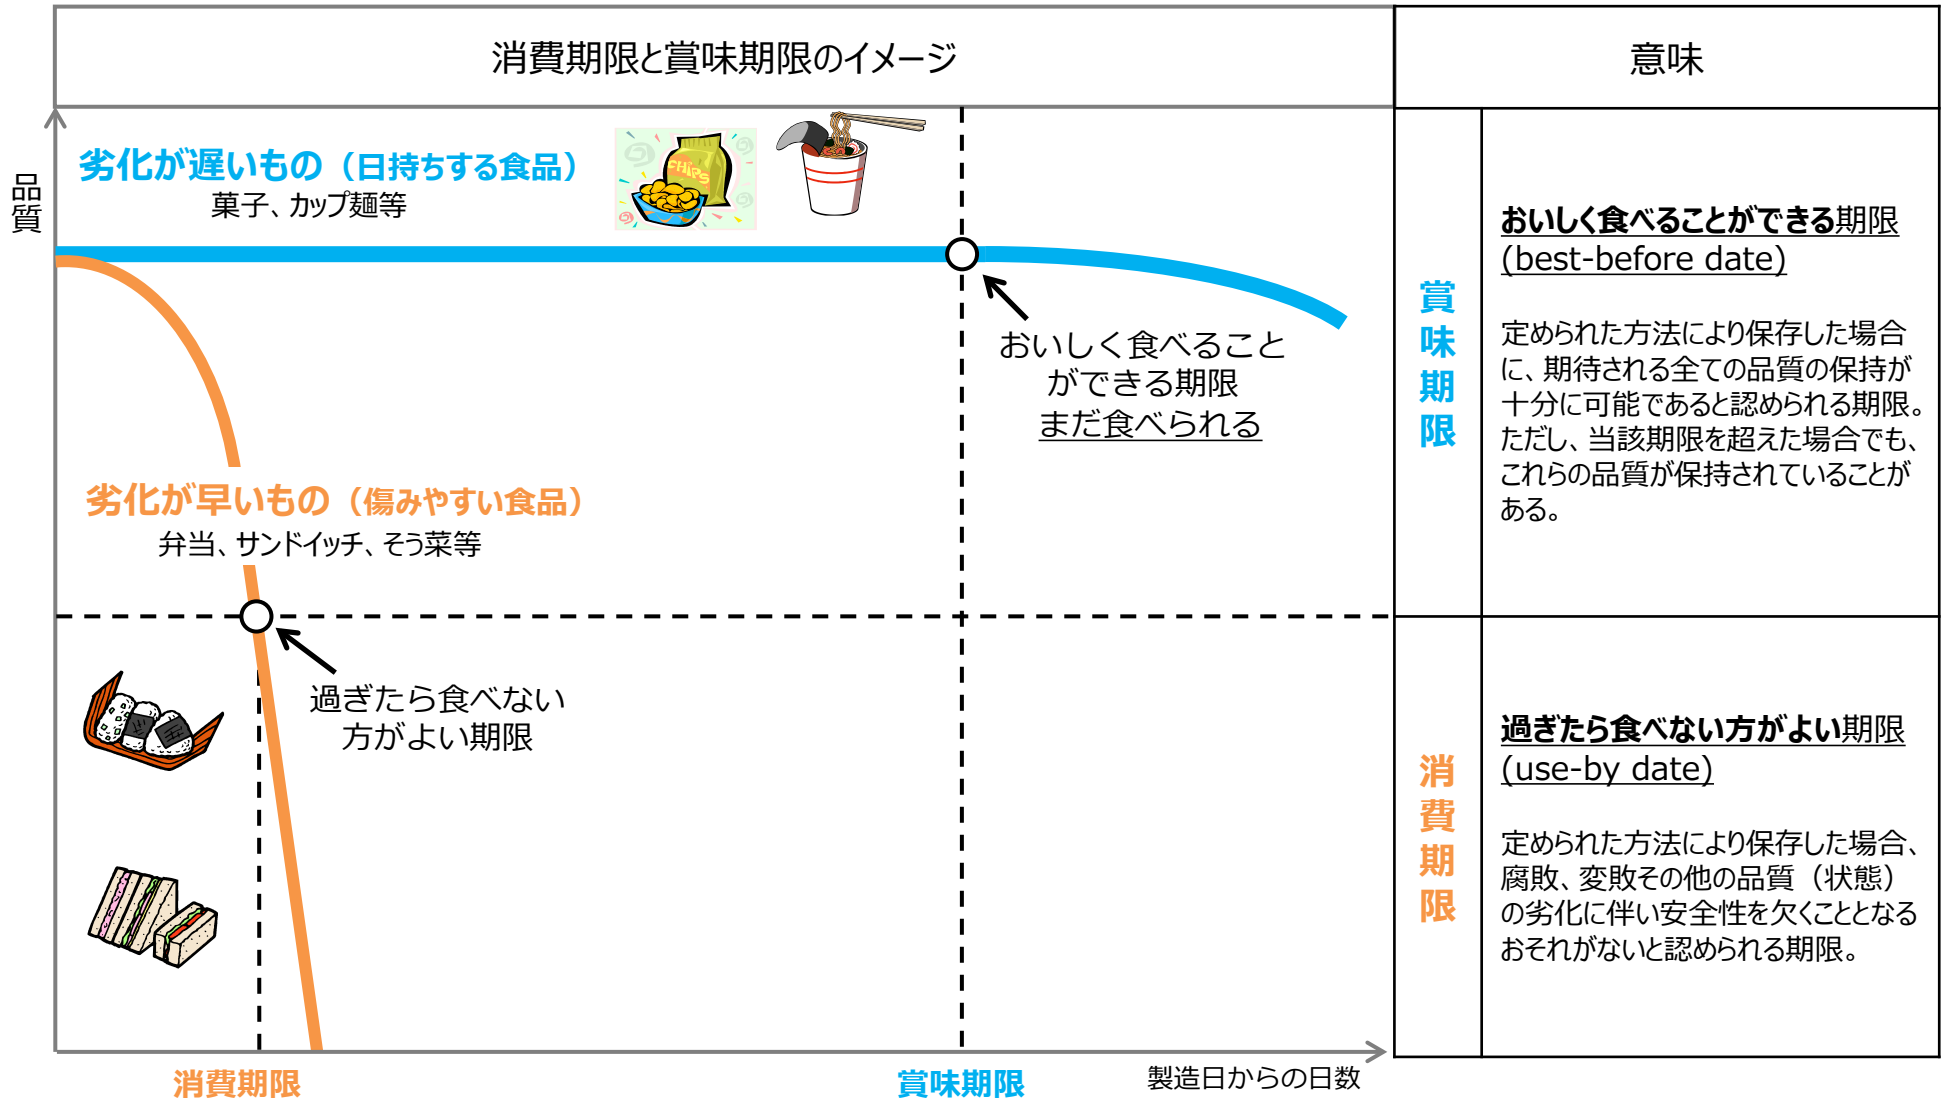 消費期限と賞味期限のイメージ
意味
品質
劣化が遅いもの（日持ちする食品）
菓子、カップ麺等
CHIPS
おいしく食べること
ができる期限
まだ食べられる
劣化が早いもの（傷みやすい食品）
弁当、サンドイッチ、そう菜等
過ぎたら食べない
方がよい期限
消費期限
賞味期限
製造日からの日数
賞味期限
おいしく食べることができる期限
(best-before date)
定められた方法により保存した場合
に、期待される全ての品質の保持が
十分に可能であると認められる期限。
ただし、当該期限を超えた場合でも、
これらの品質が保持されていることが
ある。
消費期限
過ぎたら食べない方がよい期限
(use-by date)
定められた方法により保存した場合、
腐敗、変敗その他の品質（状態）
の劣化に伴い安全性を欠くこととなる
おそれがないと認められる期限。